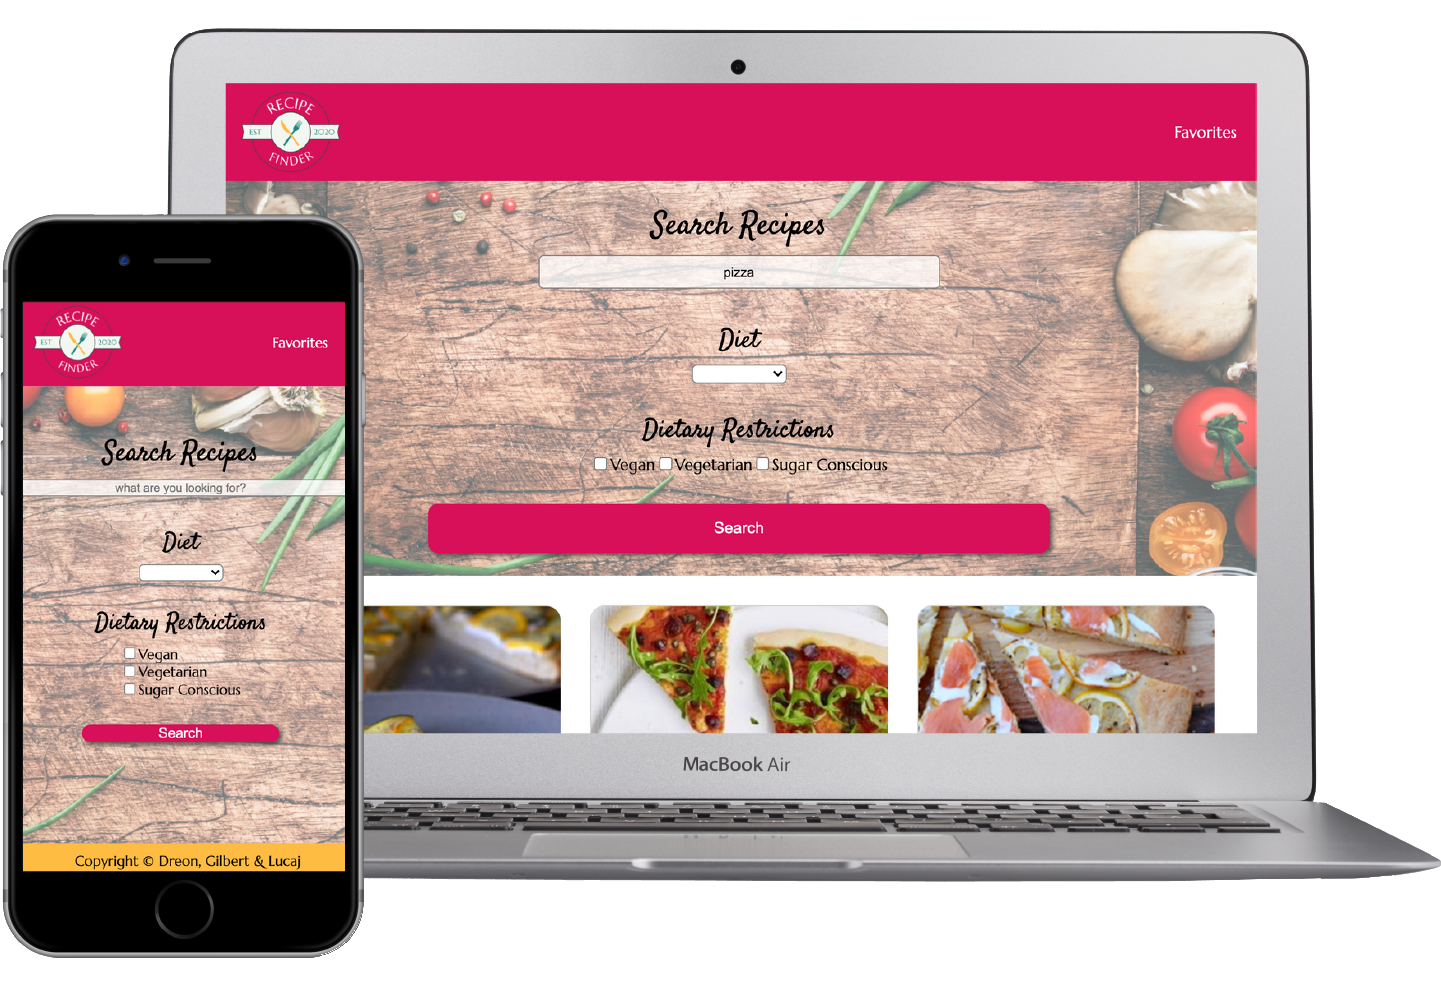 RECIPE
EST 2020
FINDER
Favorites
Search Recipes
pizza
Diet
Dietary Restrictions
Vegan Vegetarian Sugar Conscious
Search
MacBook Air
RECIPE
EST 2020
FINDER
Favorites
Search Recipes
what are you looking for?
Diet
Dietary Restrictions
Vegan
Vegetarian
Sugar Conscious
Search
Copyright © Dreon, Gilbert & Lucaj